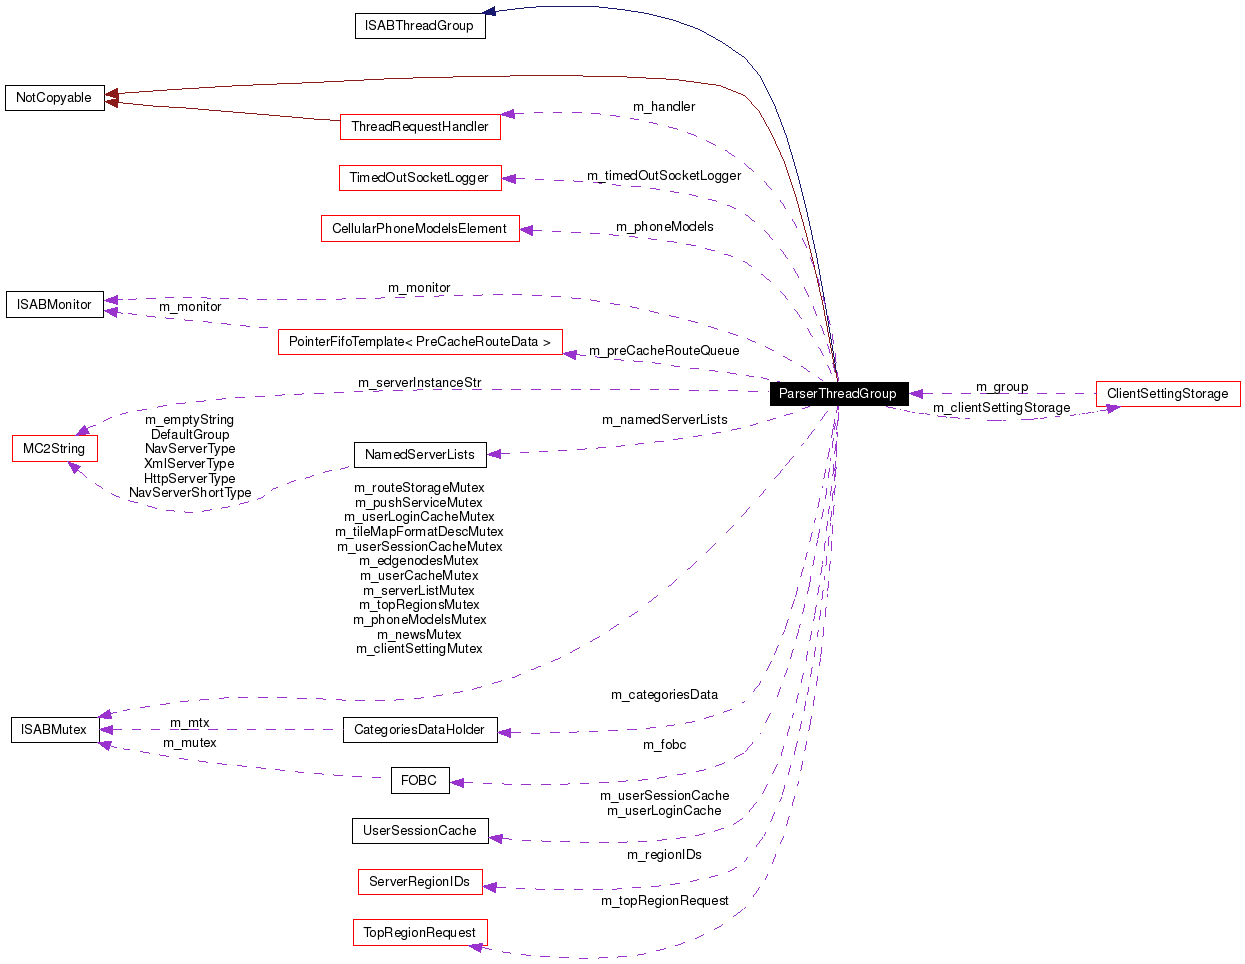 ISABThreadGroup
NotCopyable
m_handler
ThreadRequestHandler
TimedOutSocketLogger
m_timedOutSocketLogger
CellularPhoneModelsElement
m_phoneModels
m_monitor
ISABMonitor
m_monitor
PointerFifoTemplate< PreCacheRouteData >
m_preCacheRouteQueue
m_serverInstanceStr
ParserThreadGroup
m_group
ClientSettingStorage
m_clientSettingStorage
m_emptyString
DefaultGroup
NavServerType
XmlServerType
HttpServerType
NavServerShortType
MC2String
m_namedServerLists
NamedServerLists
m_routeStorageMutex
m_pushServiceMutex
m_userLoginCacheMutex
m_tileMapFormatDescMutex
m_userSessionCacheMutex
m_edgenodesMutex
m_userCacheMutex
m_serverListMutex
m_topRegionsMutex
m_phoneModelsMutex
m_newsMutex
m_clientSettingMutex
m_categoriesData
ISABMutex
m_mtx
CategoriesDataHolder
m_mutex
m_fobc
FOBC
m_userSessionCache
m_userLoginCache
UserSessionCache
m_regionIDs
ServerRegionIDs
m_topRegionRequest
TopRegionRequest